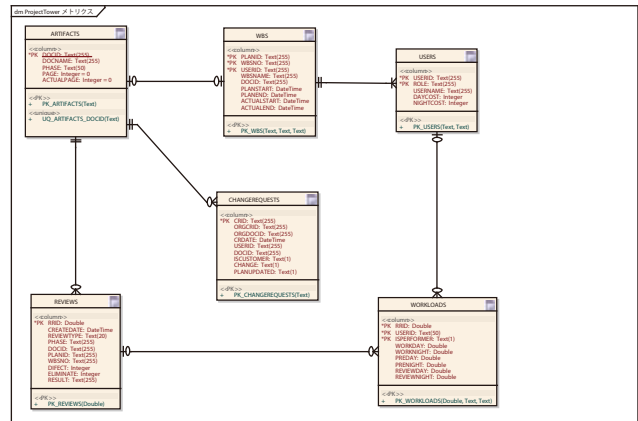 dm ProjectTower メトリクス
ARTIFACTS
<<column>>
*PK DOCID: Text(255)
DOCNAME: Text(255)
PHASE: Text(50)
PAGE: Integer = 0
ACTUALPAGE: Integer = 0
<<PK>>
+ PK_ARTIFACTS(Text)
<<unique>>
+ UQ_ARTIFACTS_DOCID(Text)
WBS
<<column>>
*PK PLANID: Text(255)
*PK WBSNO: Text(255)
*PK USERID: Text(255)
WBSNAME: Text(255)
DOCID: Text(255)
PLANSTART: DateTime
PLANEND: DateTime
ACTUALSTART: DateTime
ACTUALEND: DateTime
<<PK>>
+ PK_WBS(Text, Text, Text)
USERS
<<column>>
*PK USERID: Text(255)
*PK ROLE: Text(255)
USERNAME: Text(255)
DAYCOST: Integer
NIGHTCOST: Integer
<<PK>>
+ PK_USERS(Text, Text)
CHANGEREQUESTS
<<column>>
*PK CRID: Text(255)
ORGCRID: Text(255)
ORGDOCID: Text(255)
CRDATE: DateTime
USERID: Text(255)
DOCID: Text(255)
ISCUSTOMER: Text(1)
CHANGE: Text(1)
PLANUPDATED: Text(1)
<<PK>>
+ PK_CHANGEREQUESTS(Text)
REVIEWS
<<column>>
*PK RRID: Double
CREATEDATE: DateTime
REVIEWTYPE: Text(20)
PHASE: Text(255)
DOCID: Text(255)
PLANID: Text(255)
WBSNO: Text(255)
DIFECT: Integer
ELIMINATE: Integer
RESULT: Text(255)
<<PK>>
+ PK_REVIEWS(Double)
WORKLOADS
<<column>>
*PK RRID: Double
*PK USERID: Text(50)
*PK ISPERFORMER: Text(1)
WORKDAY: Double
WORKNIGHT: Double
PREDAY: Double
PRENIGHT: Double
REVIEWDAY: Double
REVIEWNIGHT: Double
<<PK>>
+ PK_WORKLOADS(Double, Text, Text)